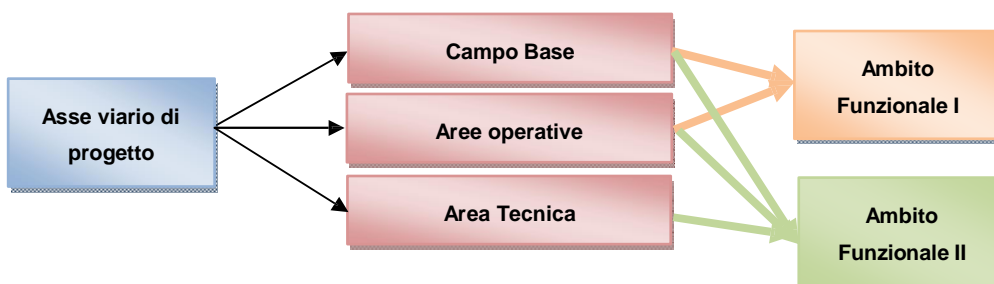 Asse viario di
progetto
Campo Base
Aree operative
Area Tecnica
Ambito
Funzionale I
Ambito
Funzionale II